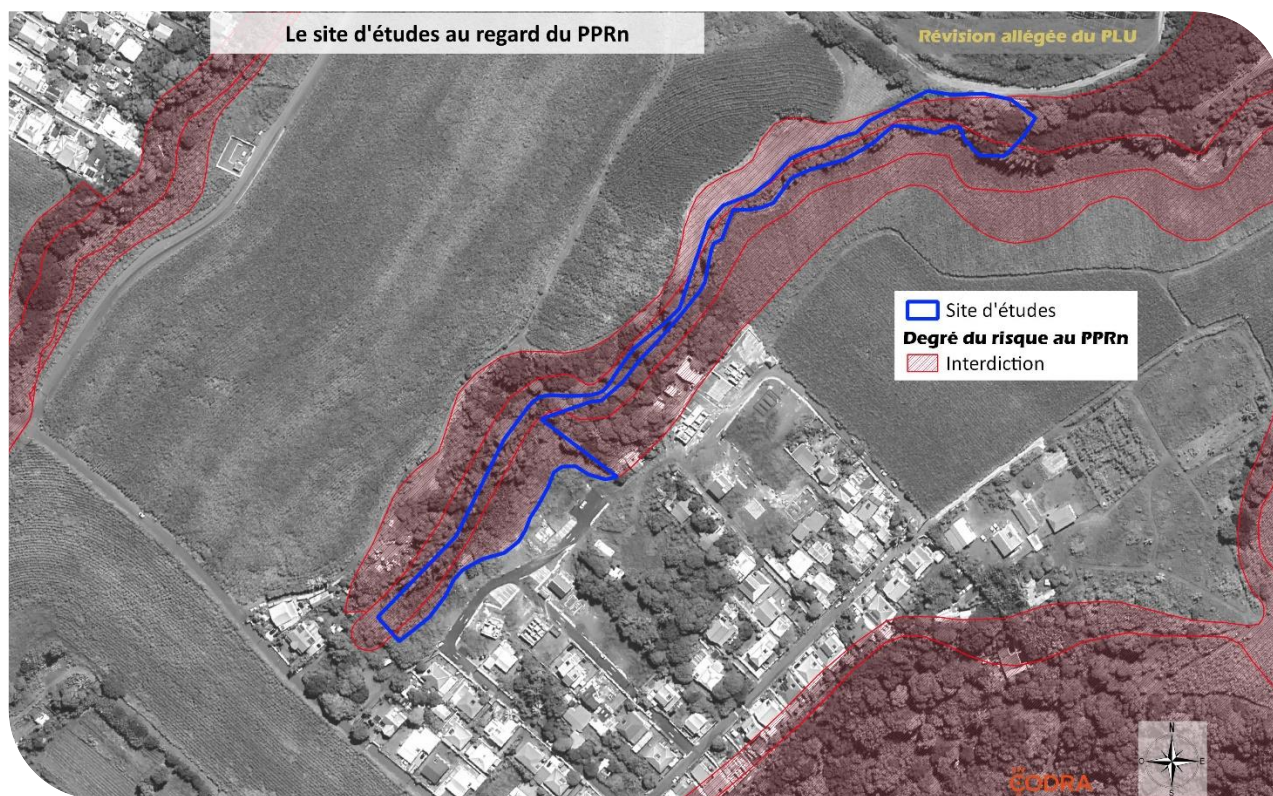 Le site d'études au regard du PPRn
Révision allégée du PLU
Site d'études
Degré du risque au PPRn
Interdiction
N
O
E
S
CODRA